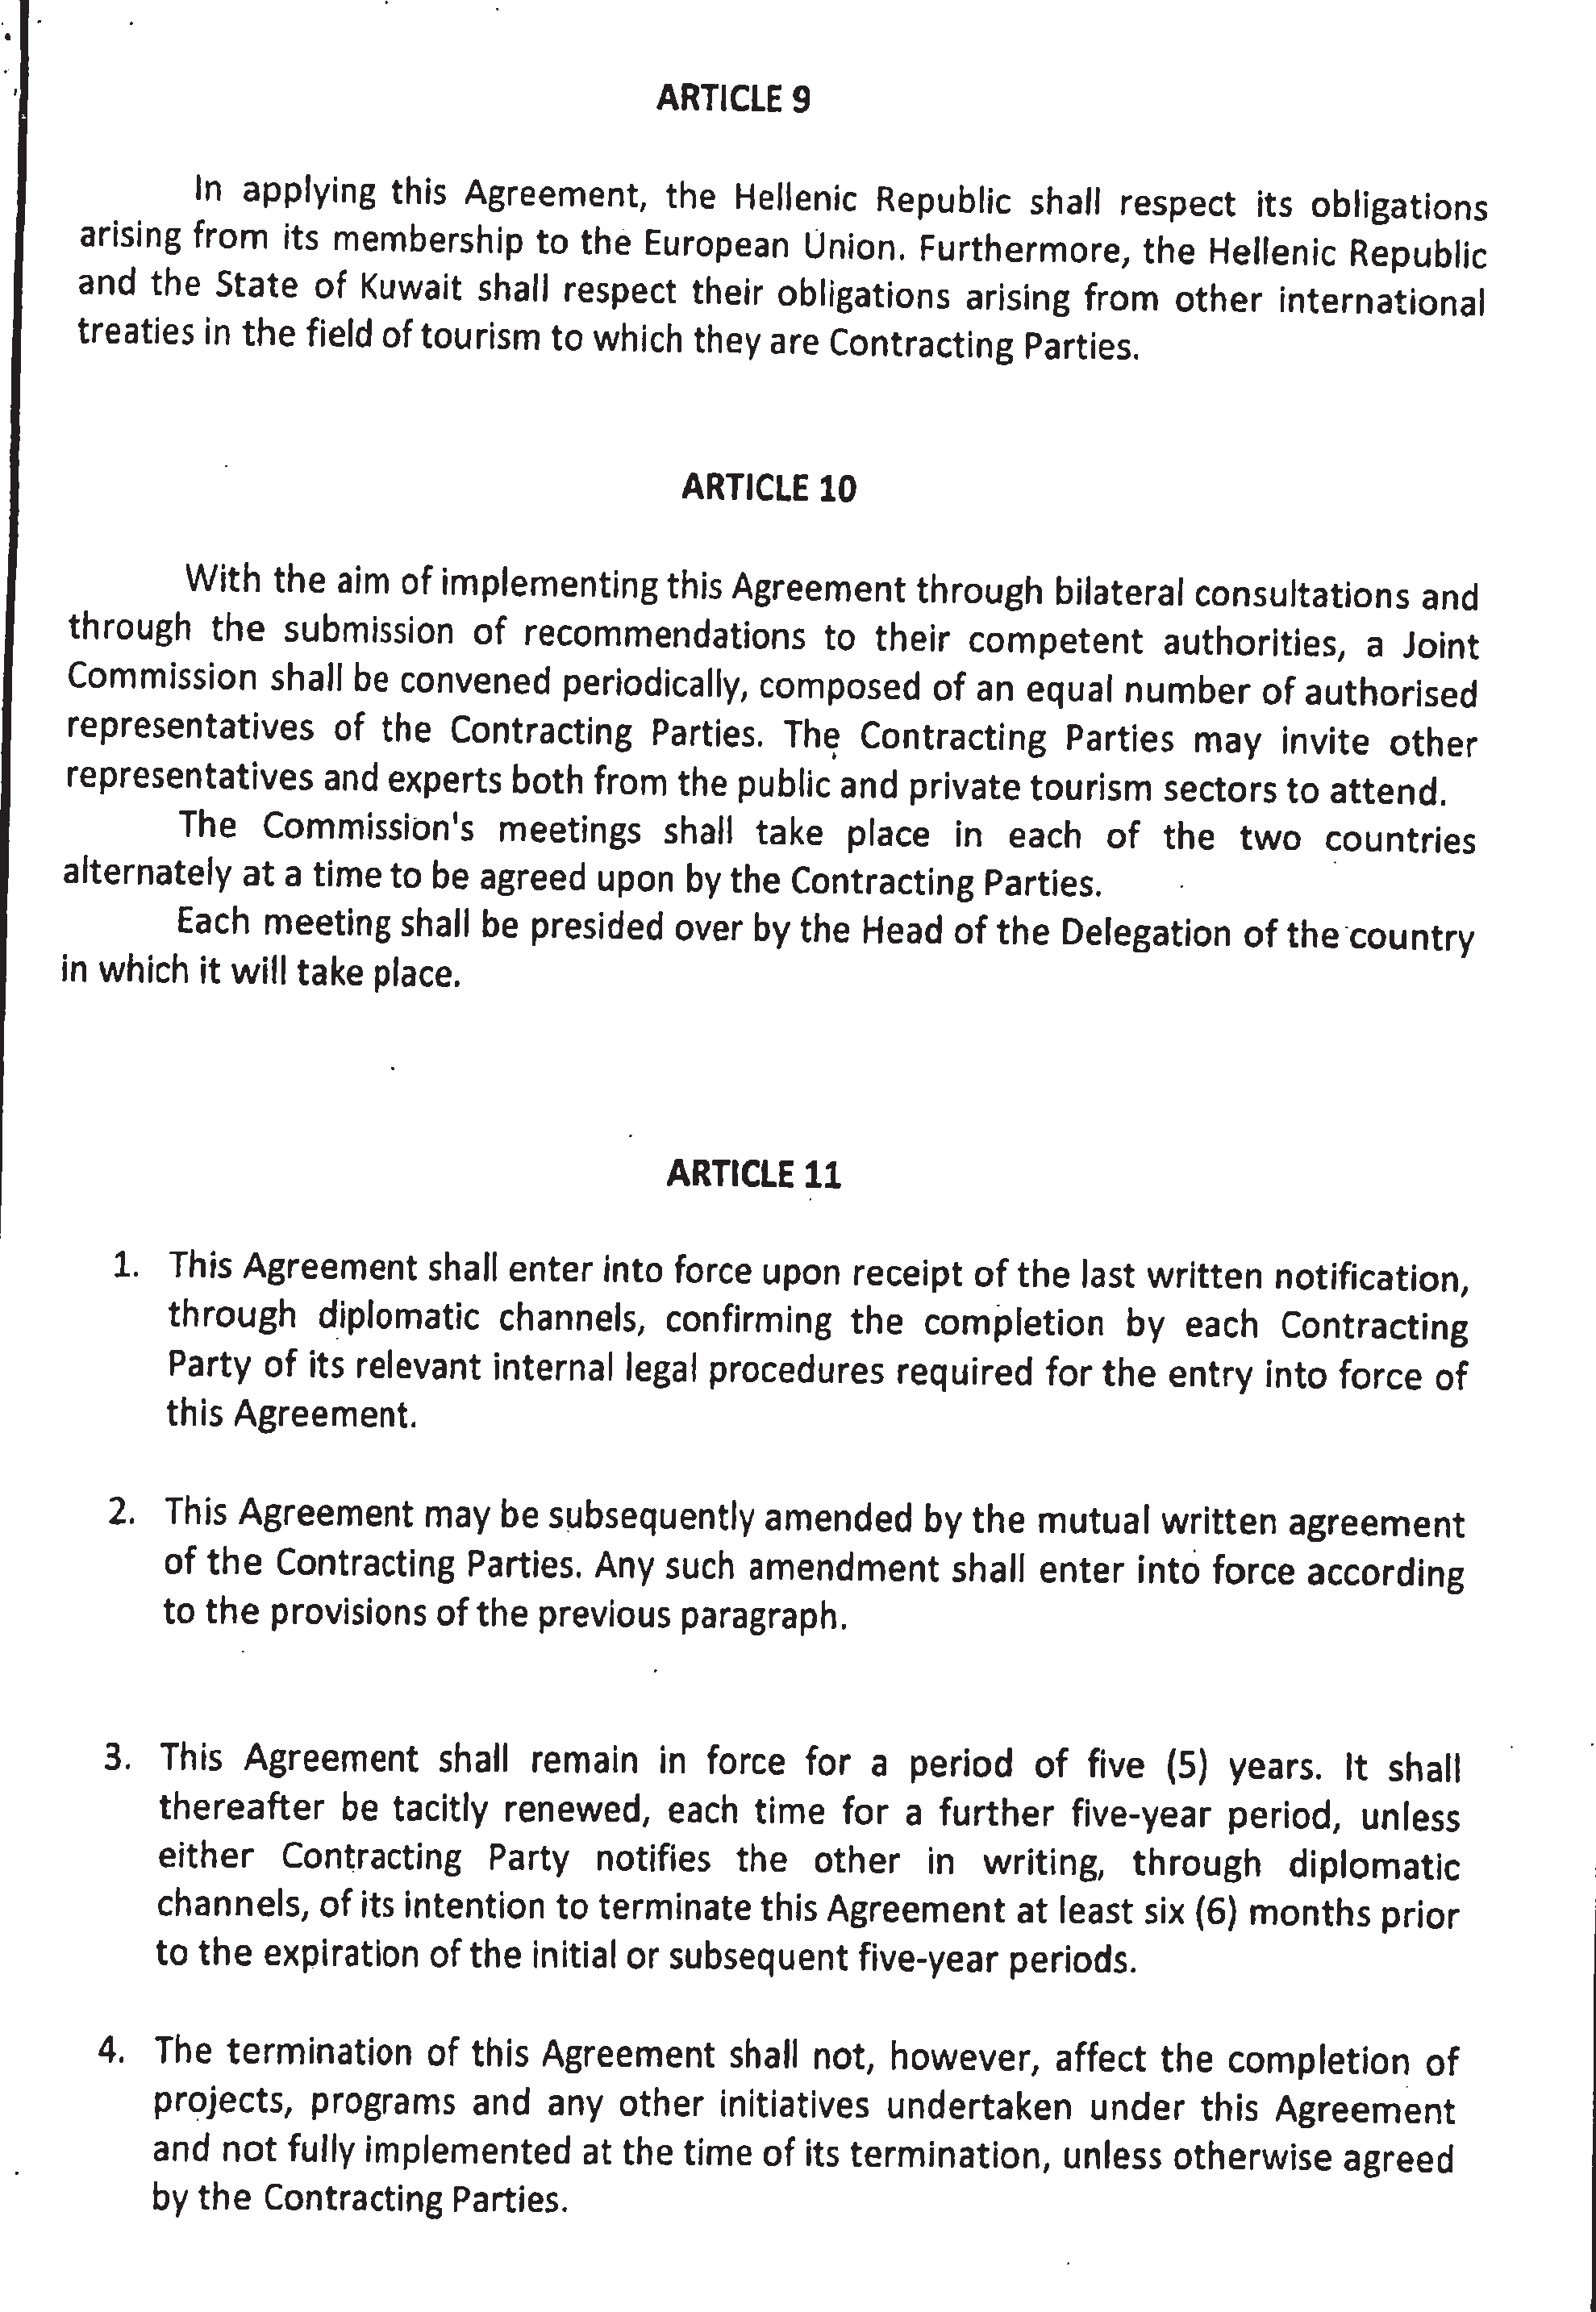 ARTICLE 9
In applying this Agreement, the Hellenic Republic shall respect its obligations
arising from its membership to the European Union. Furthermore, the Hellenic Republic
and the State of Kuwait shall respect their obligations arising from other international
treaties in the field of tourism to which they are Contracting Parties.
ARTICLE 10
With the aim of implementing this Agreement through bilateral consultations and
through the submission of recommendations to their competent authorities, a Joint
Commission shall be convened periodically, composed of an equal number of authorised
representatives of the Contracting Parties. The Contracting Parties may invite other
representatives and experts both from the public and private tourism sectors to attend.
The Commission's meetings shall take place in each of the two countries
alternately at a time to be agreed upon by the Contracting Parties.
Each meeting shall be presided over by the Head of the Delegation of the country
in which it will take place.
ARTICLE 11
1. This Agreement shall enter into force upon receipt of the last written notification,
through diplomatic channels, confirming the completion by each Contracting
Party of its relevant internal legal procedures required for the entry into force of
this Agreement.
2. This Agreement may be subsequently amended by the mutual written agreement
of the Contracting Parties. Any such amendment shall enter into force according
to the provisions of the previous paragraph.
3. This Agreement shall remain in force for a period of five (5) years. It shall
thereafter be tacitly renewed, each time for a further five-year period, unless
either Contracting Party notifies the other in writing, through diplomatic
channels, of its intention to terminate this Agreement at least six (6) months prior
to the expiration of the initial or subsequent five-year periods.
4. The termination of this Agreement shall not, however, affect the completion of
projects, programs and any other initiatives undertaken under this Agreement
and not fully implemented at the time of its termination, unless otherwise agreed
by the Contracting Parties.